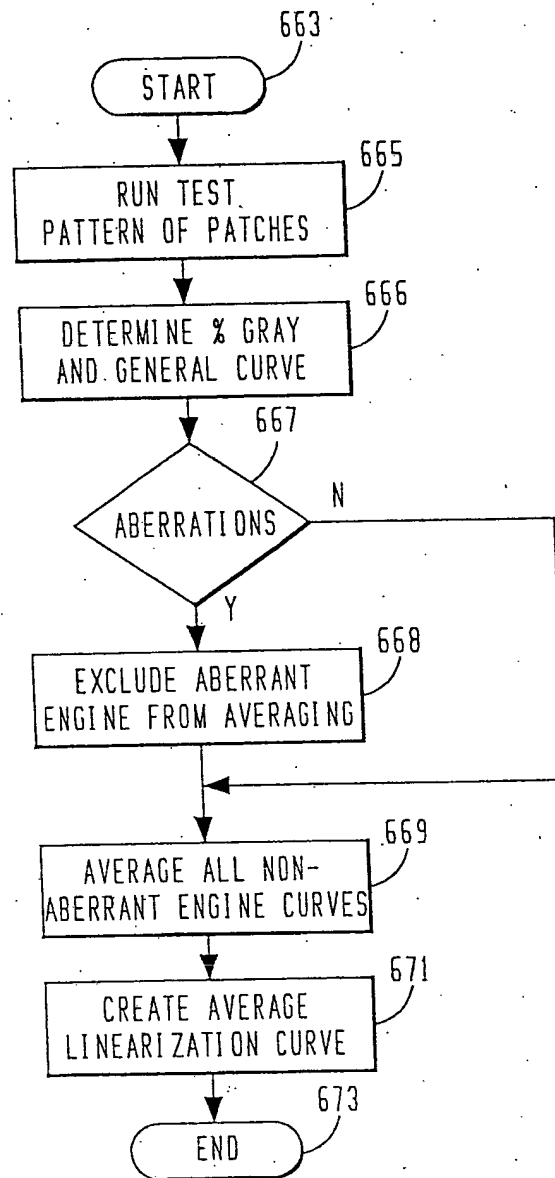 663
START
665
RUN TEST
PATTERN OF PATCHES
666
DETERMINE % GRAY
AND GENERAL CURVE
667
ABERRATIONS
N
Y
668
EXCLUDE ABERRANT
ENGINE FROM AVERAGING
669
AVERAGE ALL NON-
ABERRANT ENGINE CURVES
671
CREATE AVERAGE
LINEARIZATION CURVE
673
END